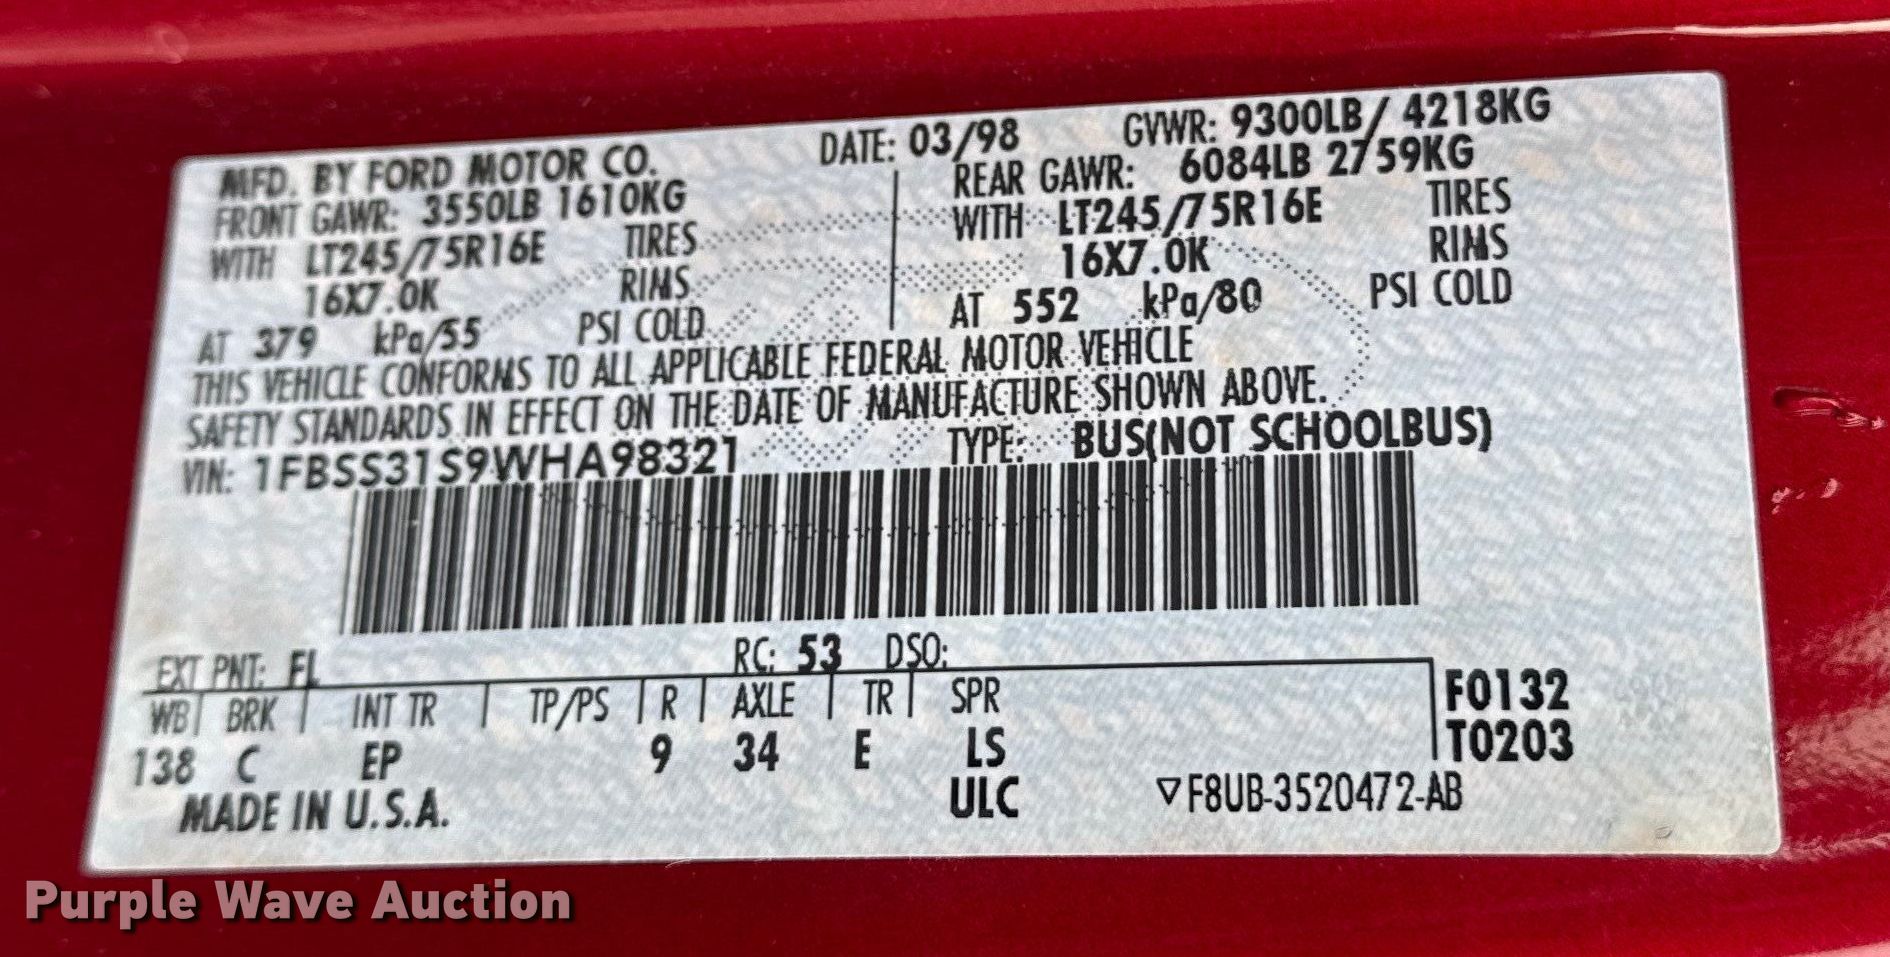 MFD. BY FORD MOTOR CO. DATE: 03/98 GVWR: 9300LB/ 4218KG
FRONT GAWR: 3550LB 1610KG REAR GAWR: 6084LB 2759KG
WITH LT245/75R16E TIRES WITH LT245/75R16E TIRES
16X7.0K RIMS 16X7.0K RIMS
AT 379 kPa/55 PSI COLD AT 552 kPa/80 PSI COLD
THIS VEHICLE CONFORMS TO ALL APPLICABLE FEDERAL MOTOR VEHICLE
SAFETY STANDARDS IN EFFECT ON THE DATE OF MANUFACTURE SHOWN ABOVE.
VIN: 1FBSS31S9WHA98321 TYPE: BUS(NOT SCHOOLBUS)
EXT PNT: FL RC: 53 DSO:
WB BRK INT TR TP/PS R AXLE TR SPR F0132
138 C EP 9 34 E LS T0203
MADE IN U.S.A. ULC ▽F8UB-3520472-AB
Purple Wave Auction